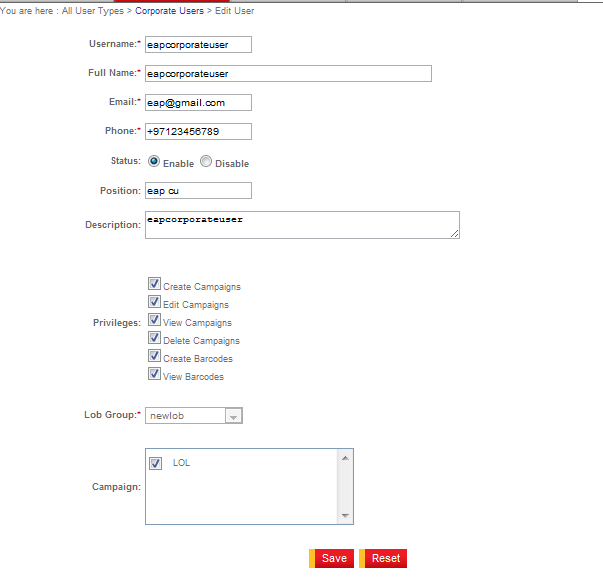 You are here : All User Types > Corporate Users > Edit User
Username:* eapcorporateuser
Full Name:* eapcorporateuser
Email:* eap@gmail.com
Phone:* +97123456789
Status: Enable Disable
Position: eap cu
Description: eapcorporateuser
Privileges:
Create Campaigns
Edit Campaigns
View Campaigns
Delete Campaigns
Create Barcodes
View Barcodes
Lob Group:* newlob
Campaign: LOL
Save Reset